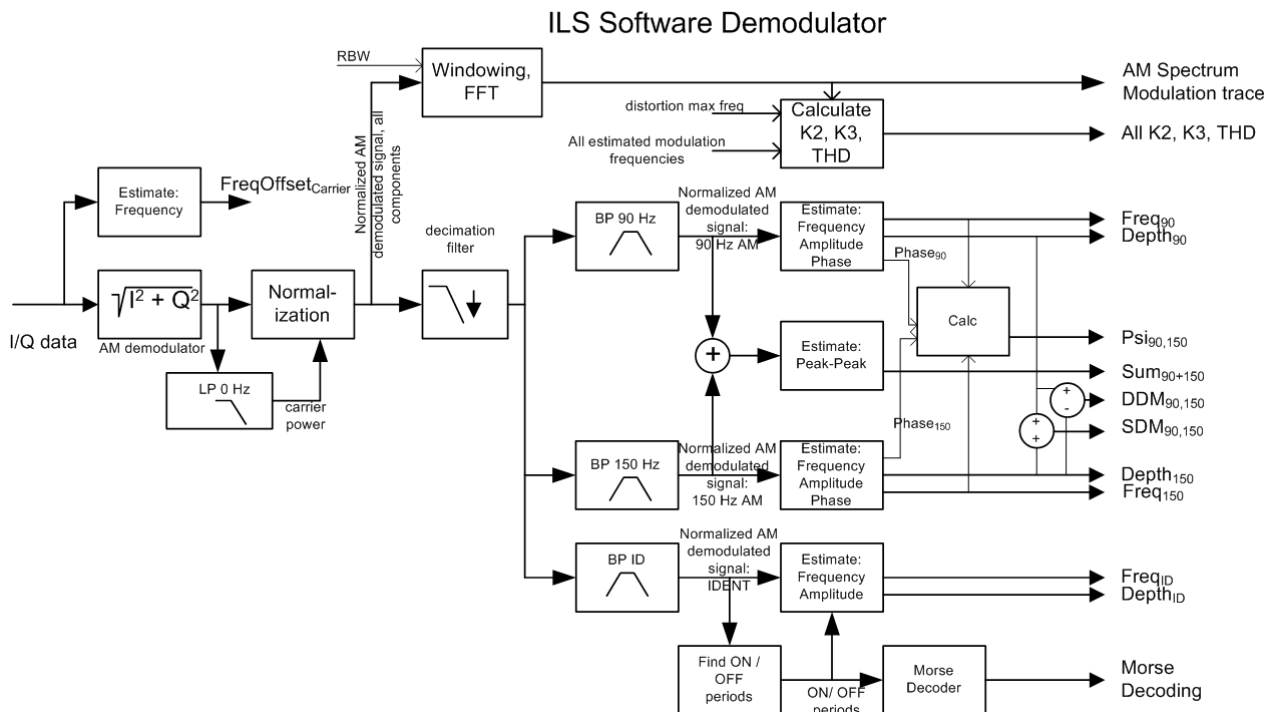 ILS Software Demodulator
RBW
Windowing,
FFT
AM Spectrum
Modulation trace
distortion max freq
Calculate
K2, K3,
THD
All K2, K3, THD
All estimated modulation
frequencies
Normalized AM
demodulated signal, all
components
Estimate:
Frequency
FreqOffsetCarrier
decimation
filter
BP 90 Hz
Normalized AM
demodulated
signal:
90 Hz AM
Estimate:
Frequency
Amplitude
Phase
Freq90
Depth90
Phase90
√I² + Q²
AM demodulator
Normal-
ization
I/Q data
LP 0 Hz
carrier
power
+
Estimate:
Peak-Peak
Calc
Psi90,150
Sum90+150
+
-
DDM90,150
+
+
SDM90,150
Phase150
BP 150 Hz
Normalized AM
demodulated
signal:
150 Hz AM
Estimate:
Frequency
Amplitude
Phase
Depth150
Freq150
BP ID
Normalized AM
demodulated
signal:
IDENT
Estimate:
Frequency
Amplitude
FreqID
DepthID
Find ON /
OFF
periods
ON/ OFF
periods
Morse
Decoder
Morse
Decoding